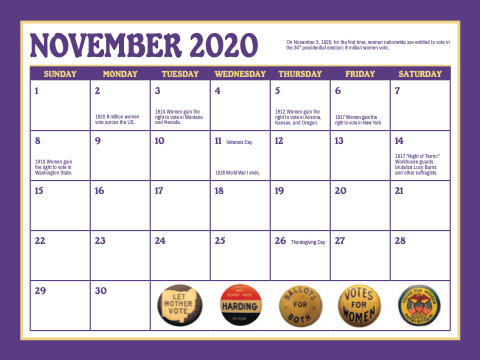 NOVEMBER 2020
On November 2, 1920, for the first time, women nationwide are entitled to vote in
the 34th presidential election; 8 million women vote.
SUNDAY MONDAY TUESDAY WEDNESDAY THURSDAY FRIDAY SATURDAY
1 2 3 4 5 6 7
1920 8 million women
vote across the US.
1914 Women gain the
right to vote in Montana
and Nevada.
1912 Women gain the
right to vote in Arizona,
Kansas, and Oregon.
1917 Women gain the
right to vote in New York.
8 9 10 11 Veterans Day 12 13 14
1910 Women gain
the right to vote in
Washington State.
1918 World War I ends.
1917 "Night of Terror:"
Workhouse guards
brutalize Lucy Burns
and other suffragists.
15 16 17 18 19 20 21
22 23 24 25 26 Thanksgiving Day 27 28
29 30
LET
MOTHER
VOTE
HARDING
BALLOTS
FOR
BOTH
VOTES
FOR
WOMEN